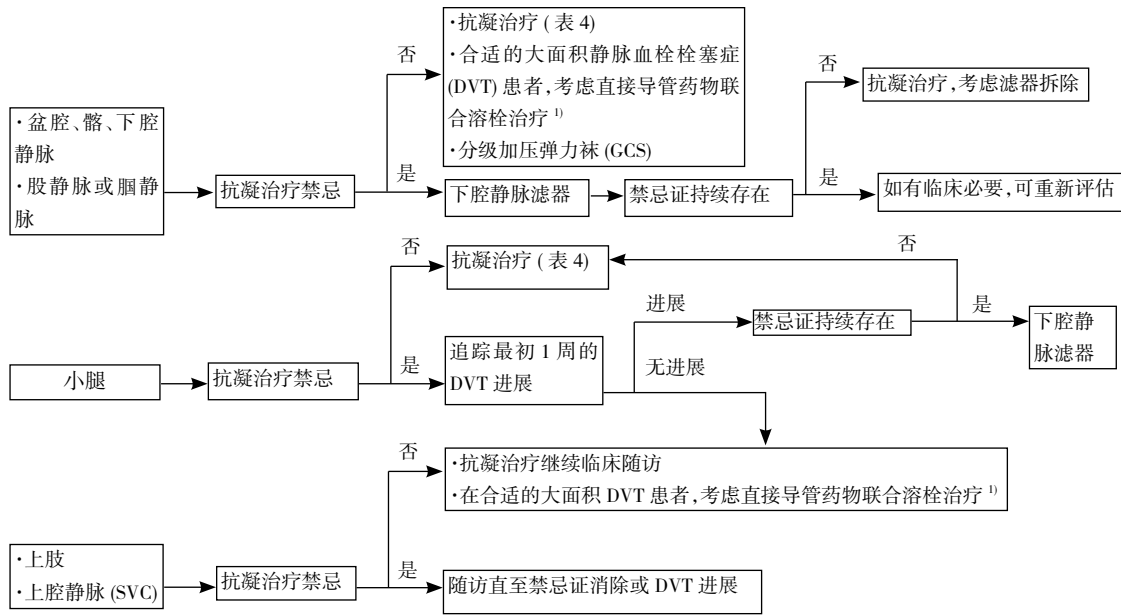 ·盆腔、髂、下腔
静脉
·股静脉或腘静
脉
抗凝治疗禁忌
否
·抗凝治疗(表 4)
·合适的大面积静脉血栓栓塞症
(DVT) 患者,考虑直接导管药物联
合溶栓治疗 1)
·分级加压弹力袜 (GCS)
是
下腔静脉滤器
禁忌证持续存在
否
抗凝治疗,考虑滤器拆除
是
如有临床必要,可重新评估
小腿
抗凝治疗禁忌
否
抗凝治疗(表 4)
是
追踪最初 1 周的
DVT 进展
进展
禁忌证持续存在
否
是
下腔静
脉滤器
无进展
·上肢
·上腔静脉 (SVC)
抗凝治疗禁忌
否
·抗凝治疗继续临床随访
·在合适的大面积 DVT 患者,考虑直接导管药物联合溶栓治疗 1)
是
随访直至禁忌证消除或 DVT 进展